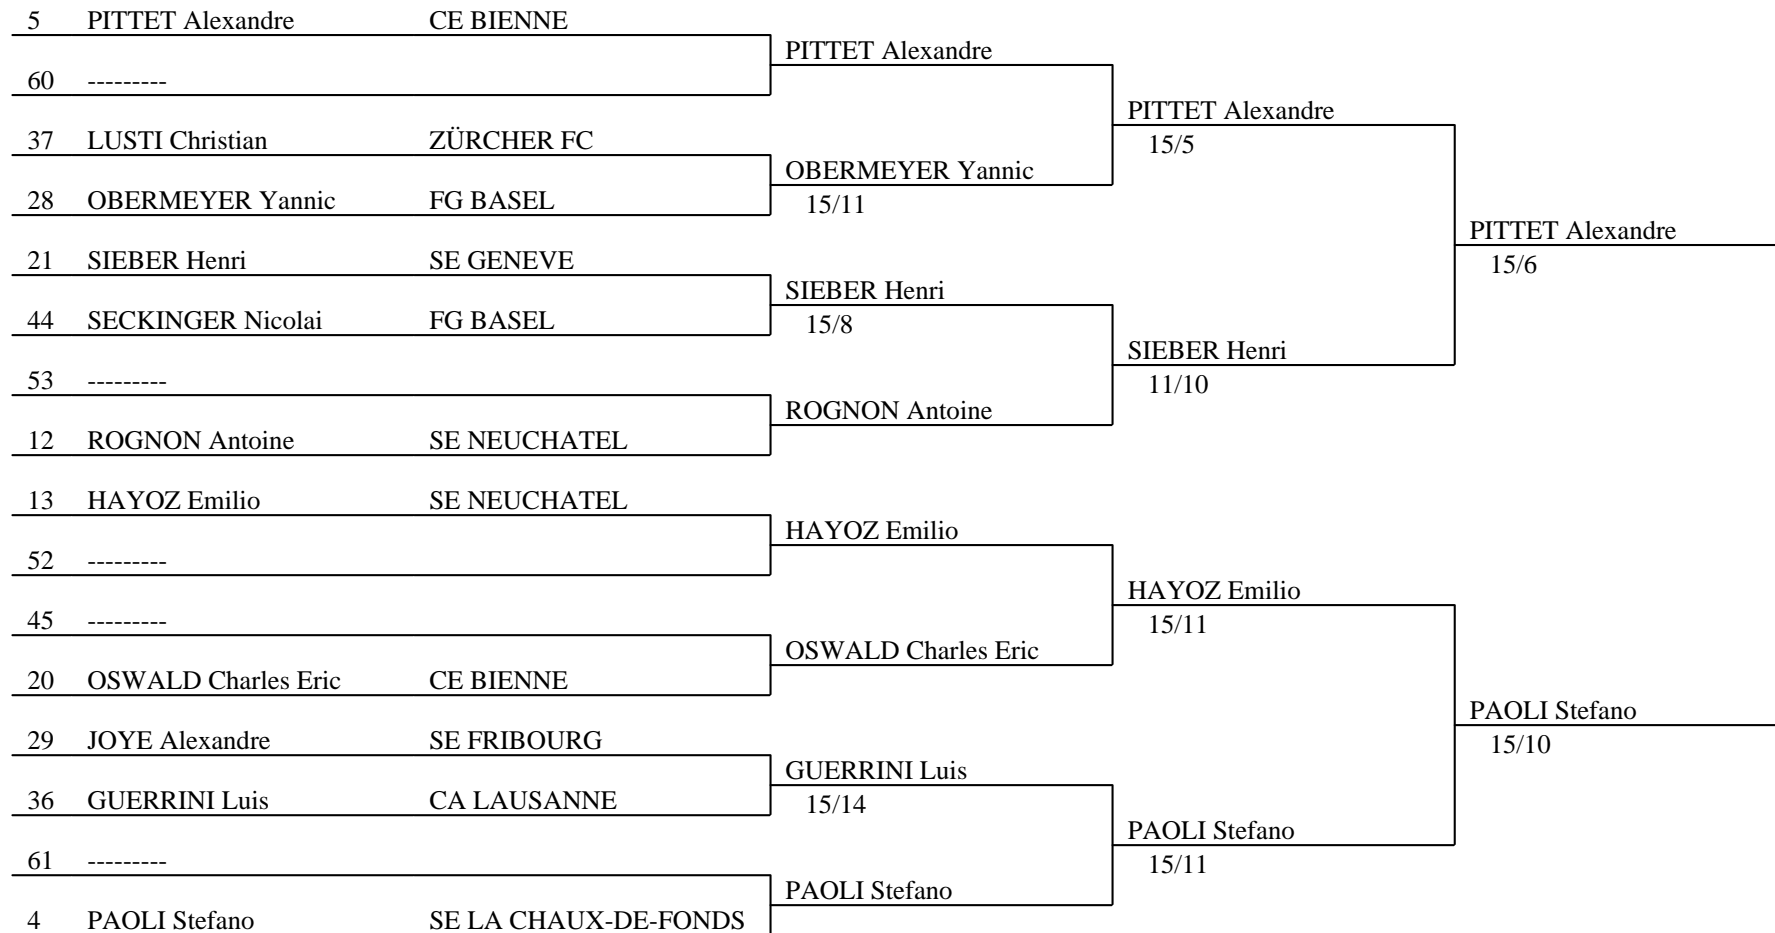 5 PITTET Alexandre CE BIENNE
PITTET Alexandre
60 ---------
PITTET Alexandre
15/5
37 LUSTI Christian ZÜRCHER FC
OBERMEYER Yannic
15/11
28 OBERMEYER Yannic FG BASEL
PITTET Alexandre
15/6
21 SIEBER Henri SE GENEVE
SIEBER Henri
15/8
44 SECKINGER Nicolai FG BASEL
SIEBER Henri
11/10
53 ---------
ROGNON Antoine
12 ROGNON Antoine SE NEUCHATEL
13 HAYOZ Emilio SE NEUCHATEL
HAYOZ Emilio
52 ---------
HAYOZ Emilio
15/11
45 ---------
OSWALD Charles Eric
20 OSWALD Charles Eric CE BIENNE
PAOLI Stefano
15/10
29 JOYE Alexandre SE FRIBOURG
GUERRINI Luis
15/14
36 GUERRINI Luis CA LAUSANNE
PAOLI Stefano
15/11
61 ---------
PAOLI Stefano
4 PAOLI Stefano SE LA CHAUX-DE-FONDS